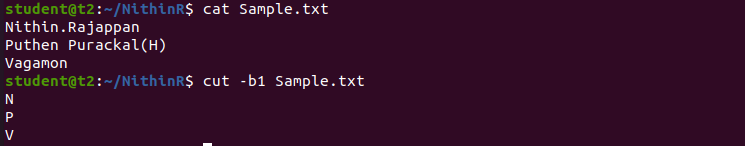 student@t2:~/NithinR$ cat Sample.txt
Nithin.Rajappan
Puthen Purackal(H)
Vagamon
student@t2:~/NithinR$ cut -b1 Sample.txt
N
P
V